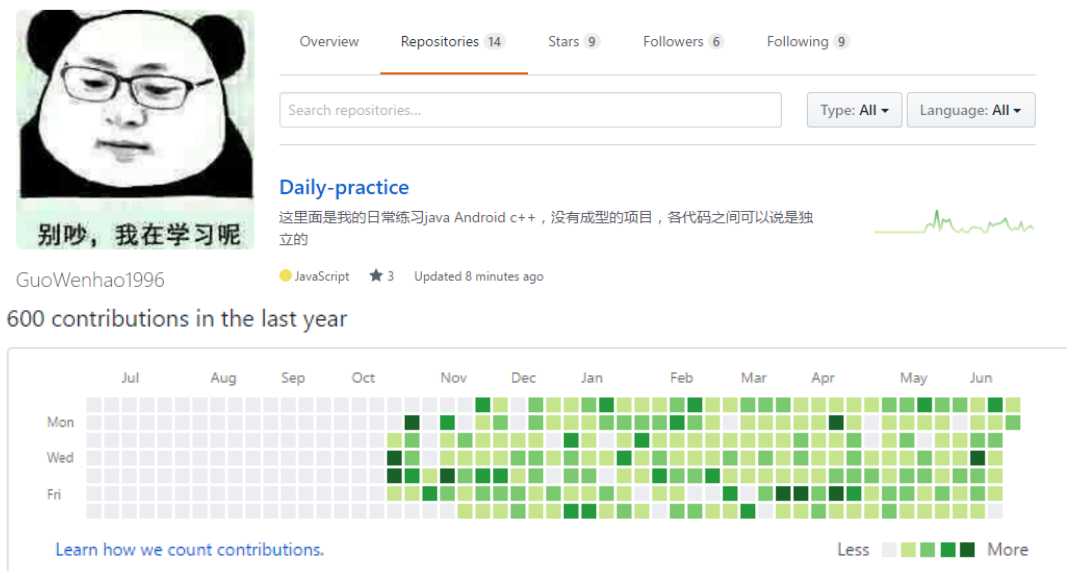 Overview Repositories 14 Stars 9 Followers 6 Following 9
Search repositories... Type: All Language: All
Daily-practice
这里面是我的日常练习java Android c++，没有成型的项目，各代码之间可以说是独
立的
JavaScript 3 Updated 8 minutes ago
别吵，我在学习呢
GuoWenhao1996
600 contributions in the last year
Jul Aug Sep Oct Nov Dec Jan Feb Mar Apr May Jun
Mon
Wed
Fri
Learn how we count contributions. Less More